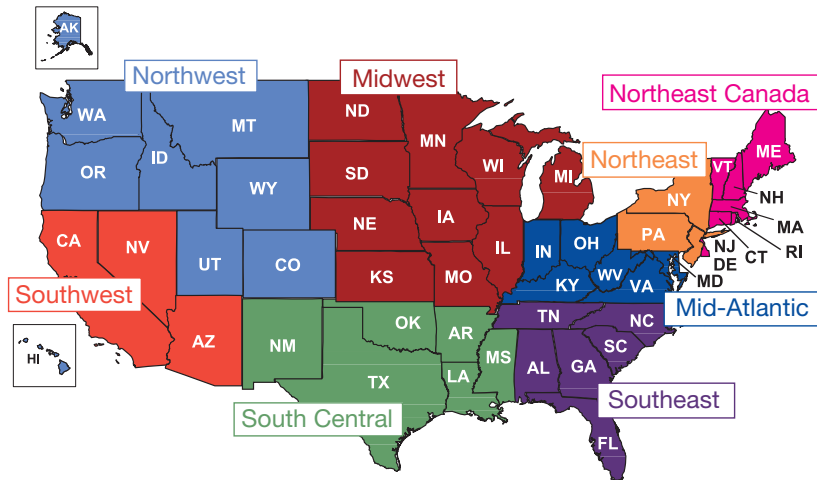 AK
Northwest
Midwest
Northeast Canada
Northeast
WA
OR
ID
MT
WY
UT
CO
ND
SD
NE
KS
MN
IA
MO
WI
IL
MI
VT
ME
NH
MA
RI
CT
NY
PA
NJ
DE
MD
IN
OH
KY
WV
VA
Mid-Atlantic
CA
NV
AZ
Southwest
HI
NM
OK
TX
AR
LA
MS
South Central
TN
NC
SC
AL
GA
FL
Southeast